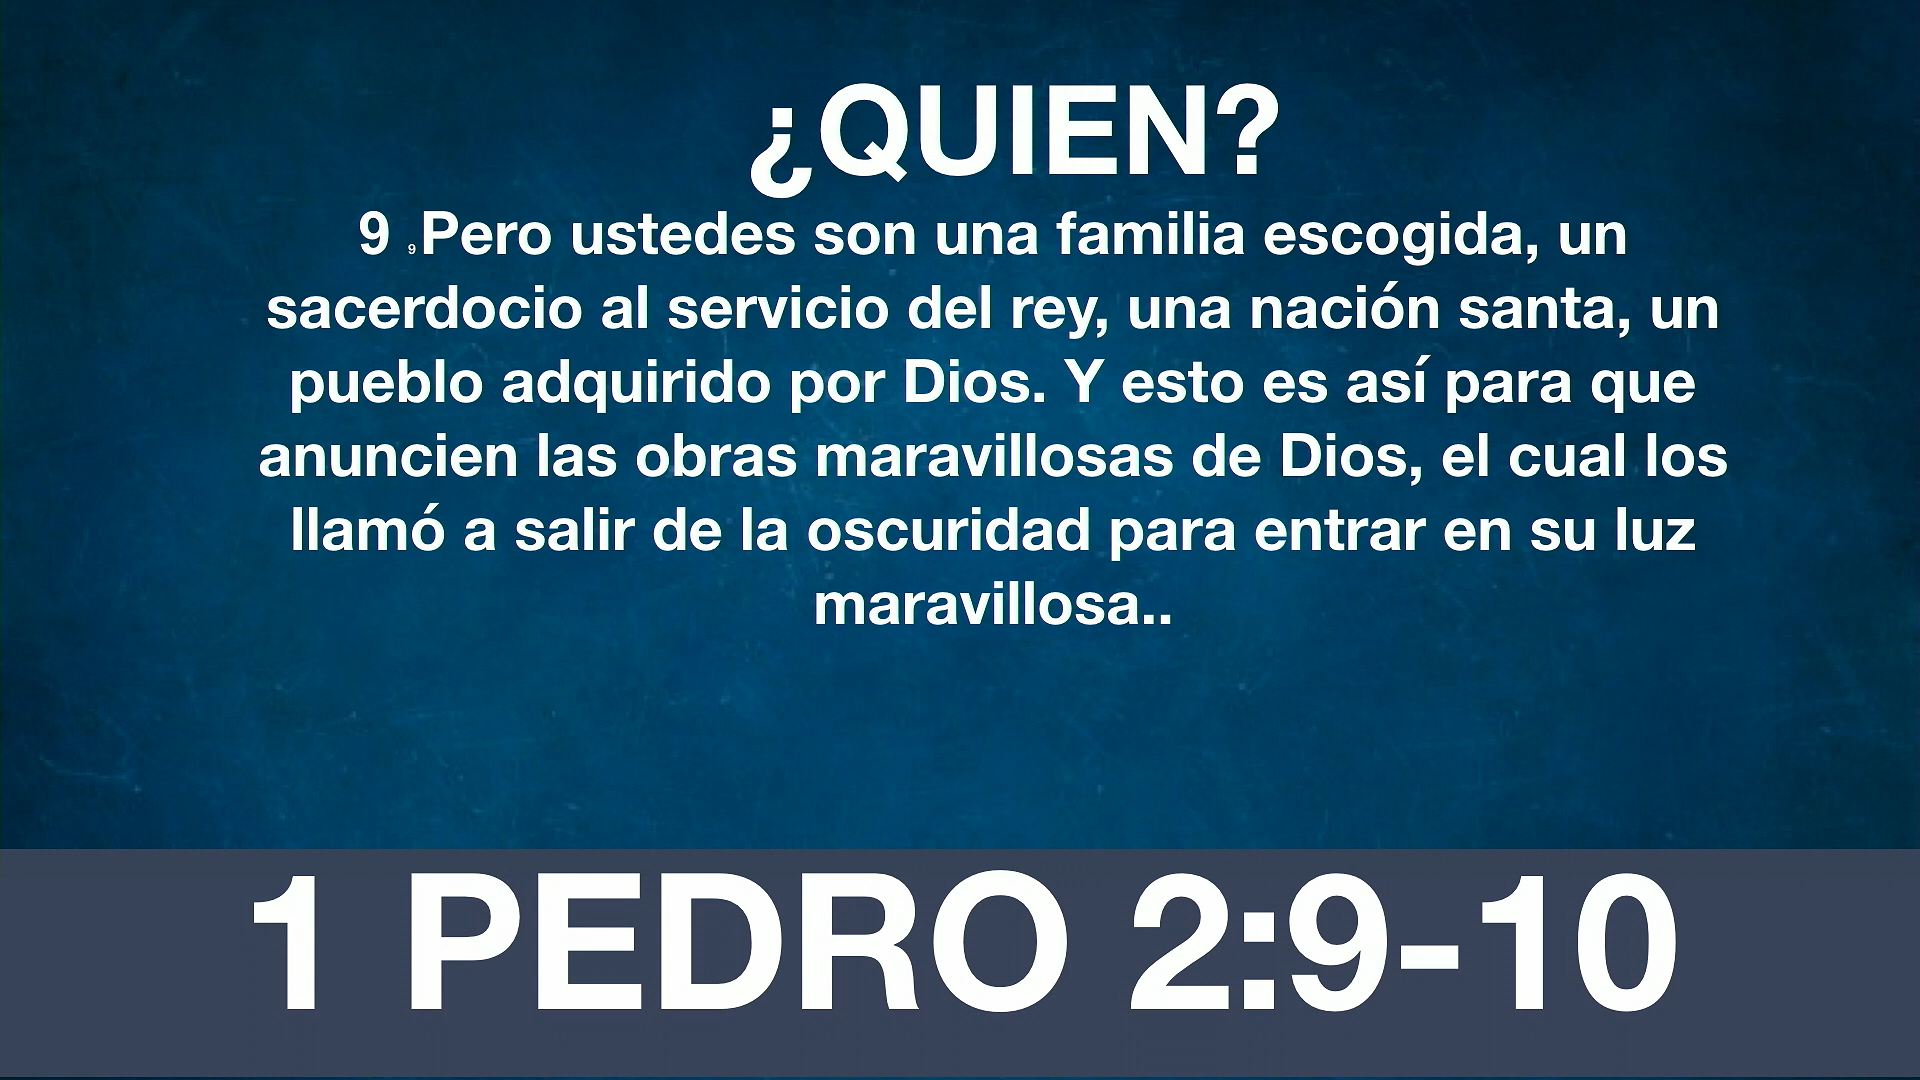 ¿QUIEN?
9 9 Pero ustedes son una familia escogida, un
sacerdocio al servicio del rey, una nación santa, un
pueblo adquirido por Dios. Y esto es así para que
anuncien las obras maravillosas de Dios, el cual los
llamó a salir de la oscuridad para entrar en su luz
maravillosa..
1 PEDRO 2:9-10